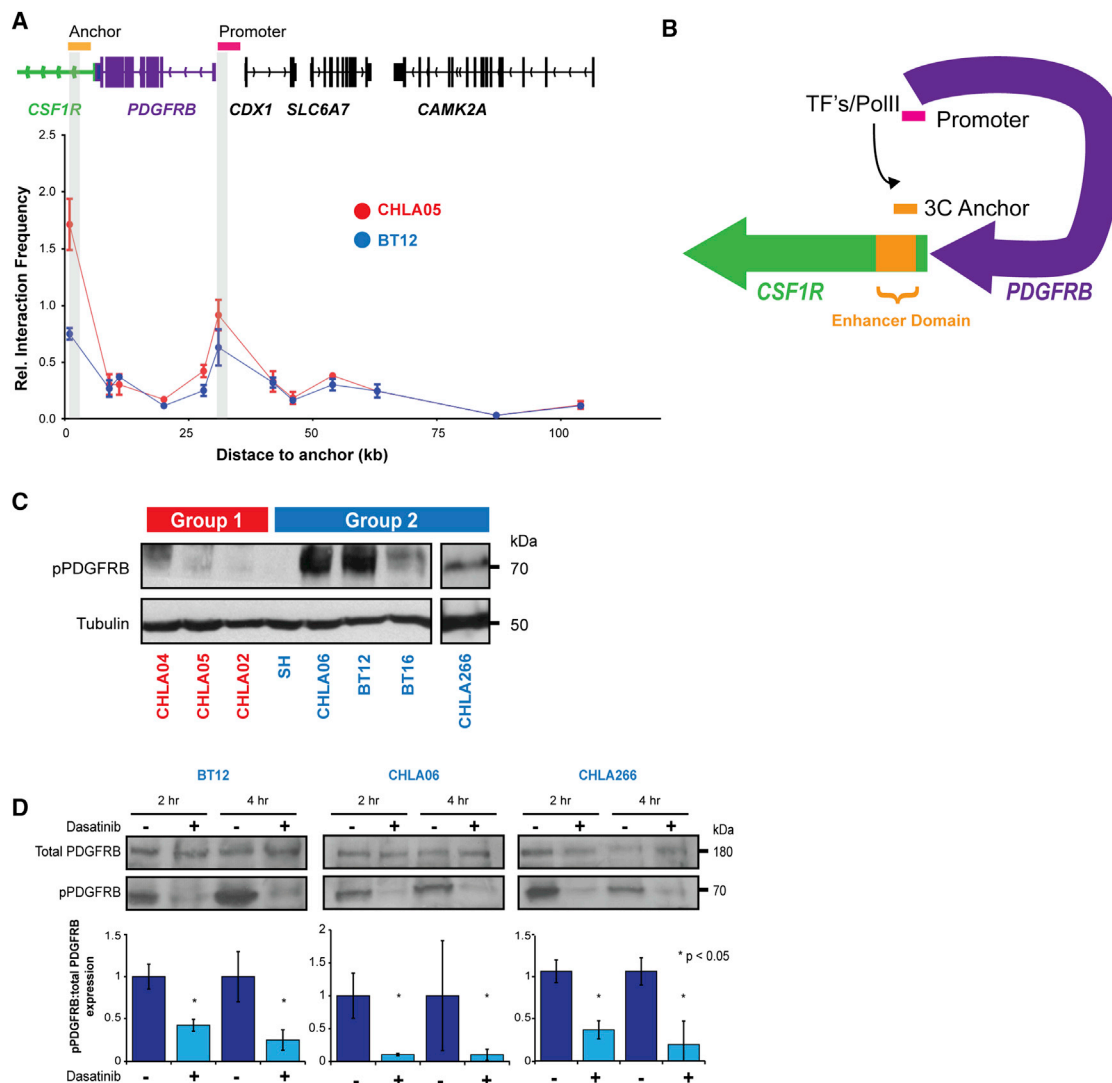 A
Anchor
Promoter
CSF1R
PDGFRB
CDX1
SLC6A7
CAMK2A
2.5
2.0
1.5
1.0
0.5
0.0
Rel. Interaction Frequency
CHLA05
BT12
0
25
50
75
100
Distace to anchor (kb)
B
TF's/PolII
Promoter
3C Anchor
CSF1R
PDGFRB
Enhancer Domain
C
Group 1
Group 2
kDa
pPDGFRB
70
Tubulin
50
CHLA04
CHLA05
CHLA02
SH
CHLA06
BT12
BT16
CHLA266
D
BT12
CHLA06
CHLA266
2 hr
4 hr
2 hr
4 hr
2 hr
4 hr
Dasatinib
- + - +
- + - +
- + - +
kDa
Total PDGFRB
180
pPDGFRB
70
pPDGFRB:total PDGFRB
expression
1.5
1
0.5
0
* *
2
1.5
1
0.5
0
* *
1.5
1
0.5
0
* *
* p < 0.05
Dasatinib
- + - +
- + - +
- + - +